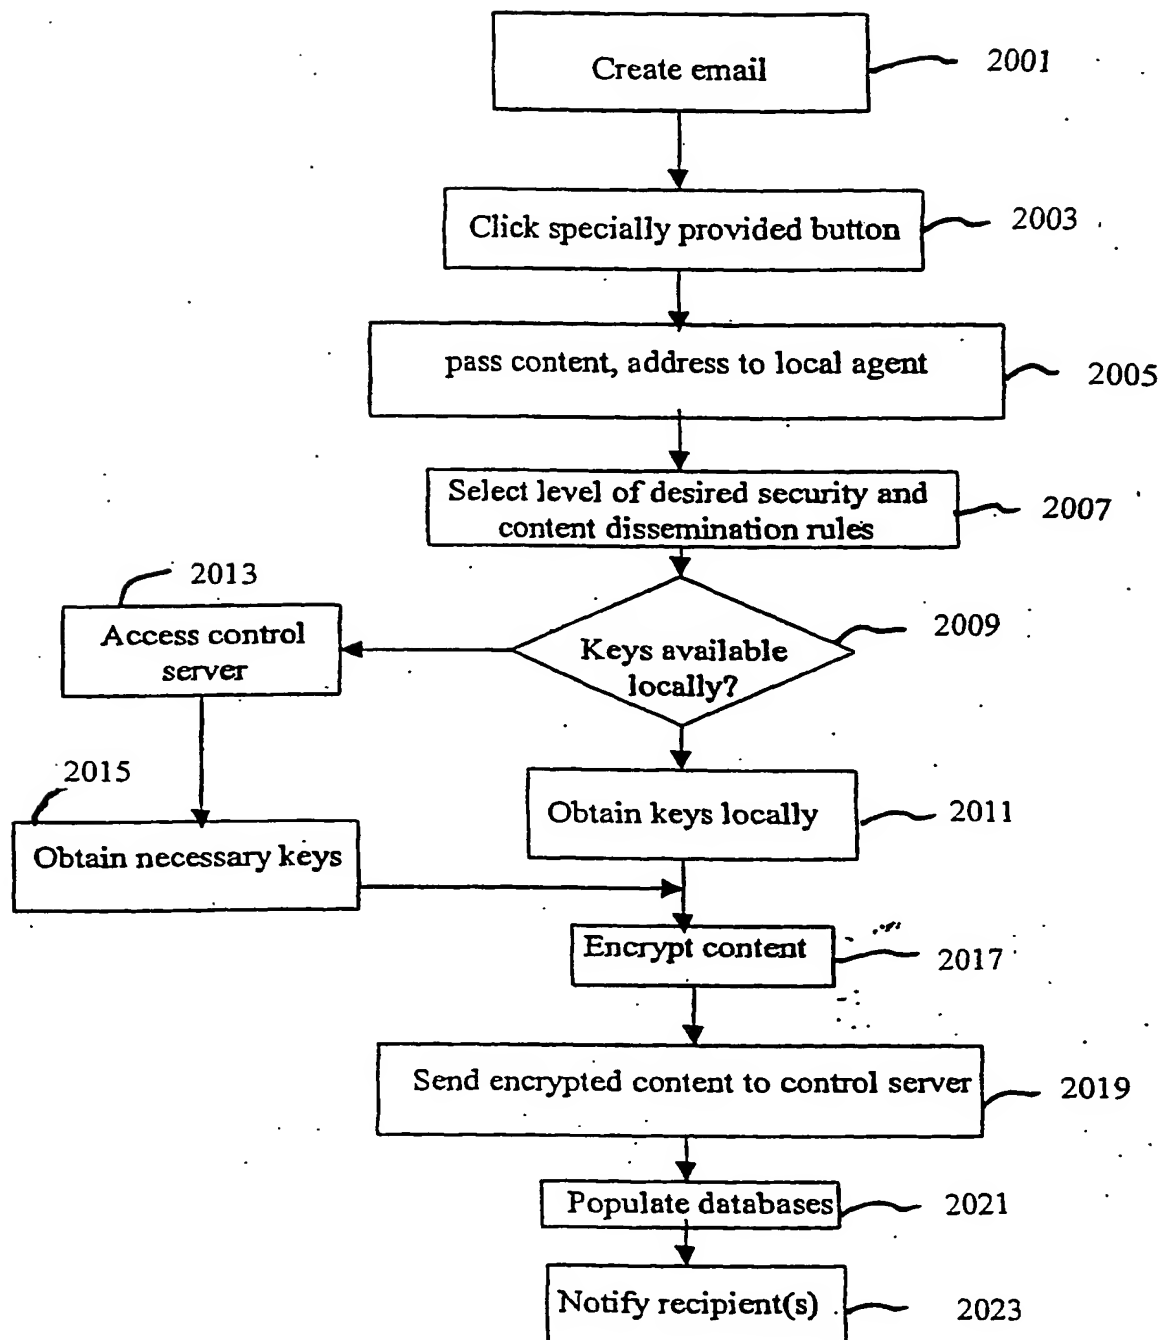 Create email
2001
Click specially provided button
2003
pass content, address to local agent
2005
Select level of desired security and
content dissemination rules
2007
2013
Access control
server
Keys available
locally?
2009
2015
Obtain necessary keys
Obtain keys locally
2011
Encrypt content
2017
Send encrypted content to control server
2019
Populate databases
2021
Notify recipient(s)
2023